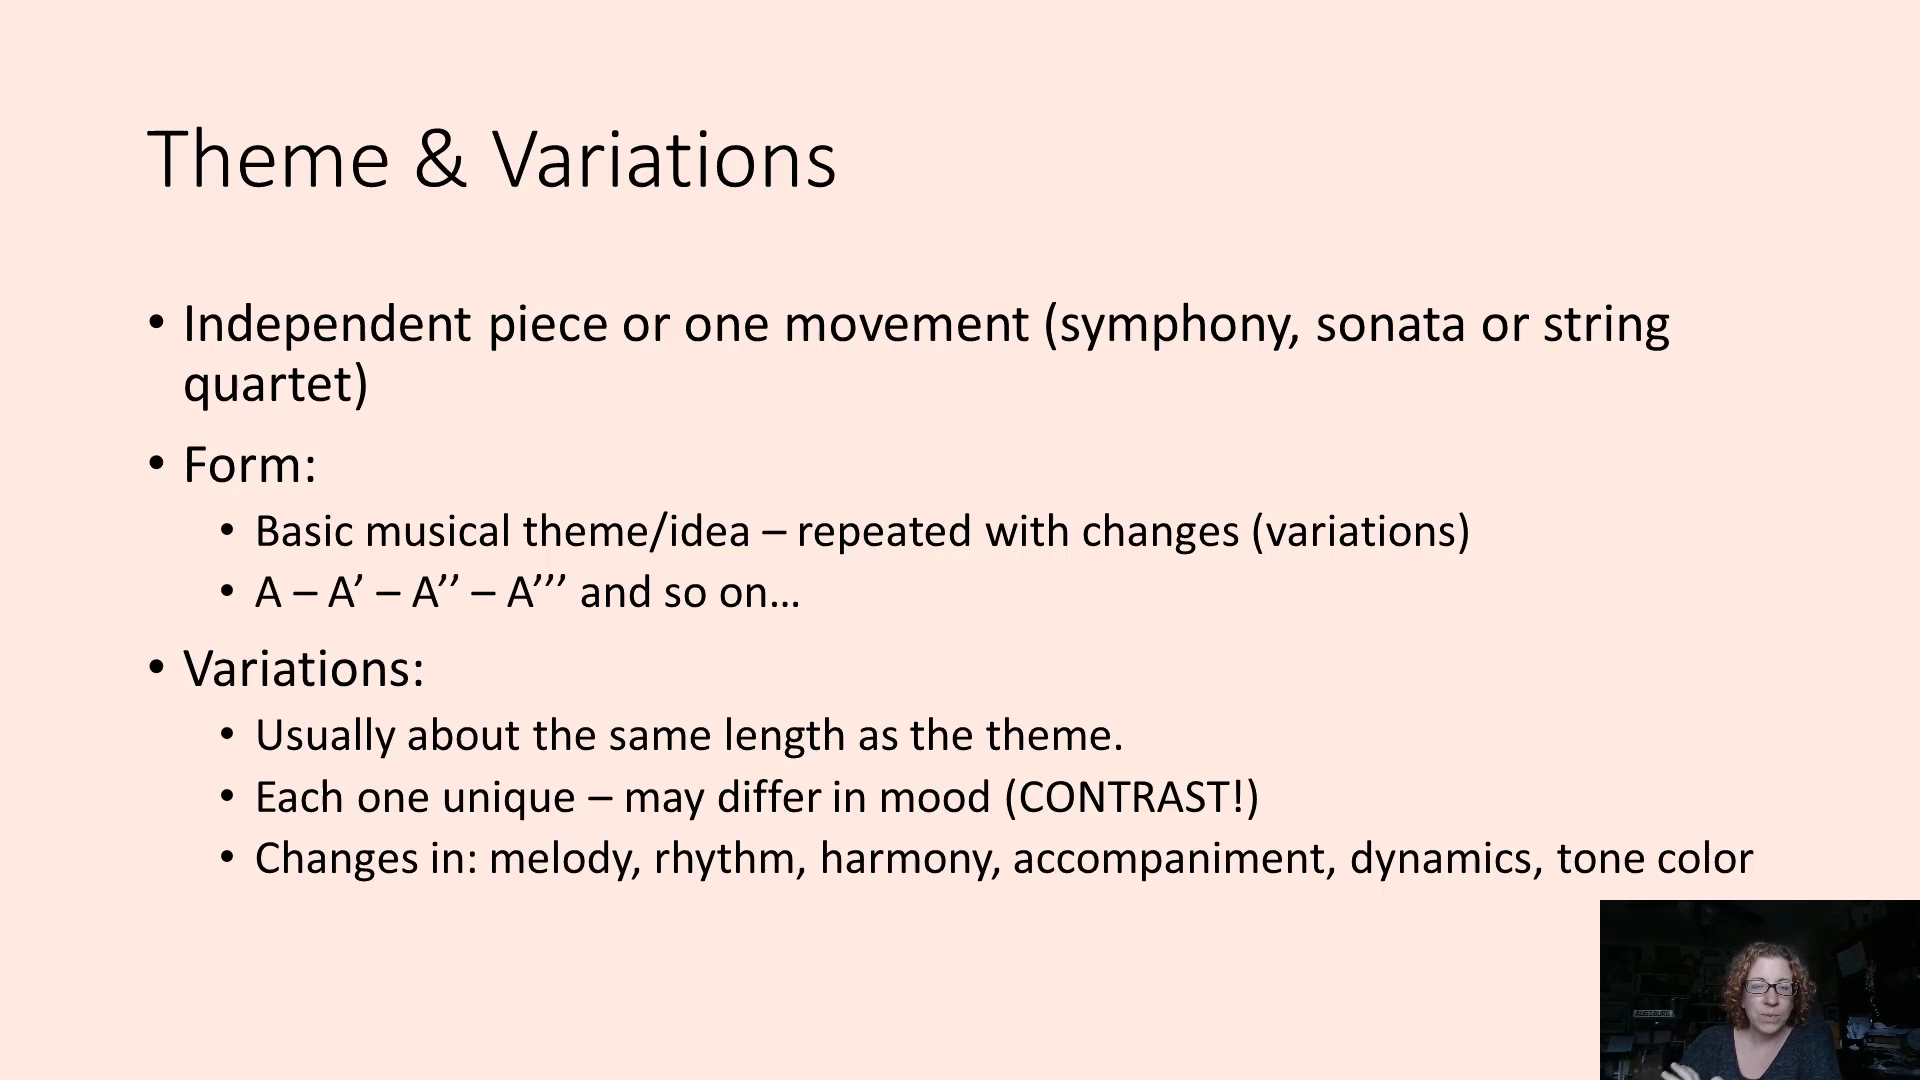 Theme & Variations
• Independent piece or one movement (symphony, sonata or string
quartet)
• Form:
• Basic musical theme/idea – repeated with changes (variations)
• A – A’ – A’’ – A’’’ and so on…
• Variations:
• Usually about the same length as the theme.
• Each one unique – may differ in mood (CONTRAST!)
• Changes in: melody, rhythm, harmony, accompaniment, dynamics, tone color
AUGSBURG